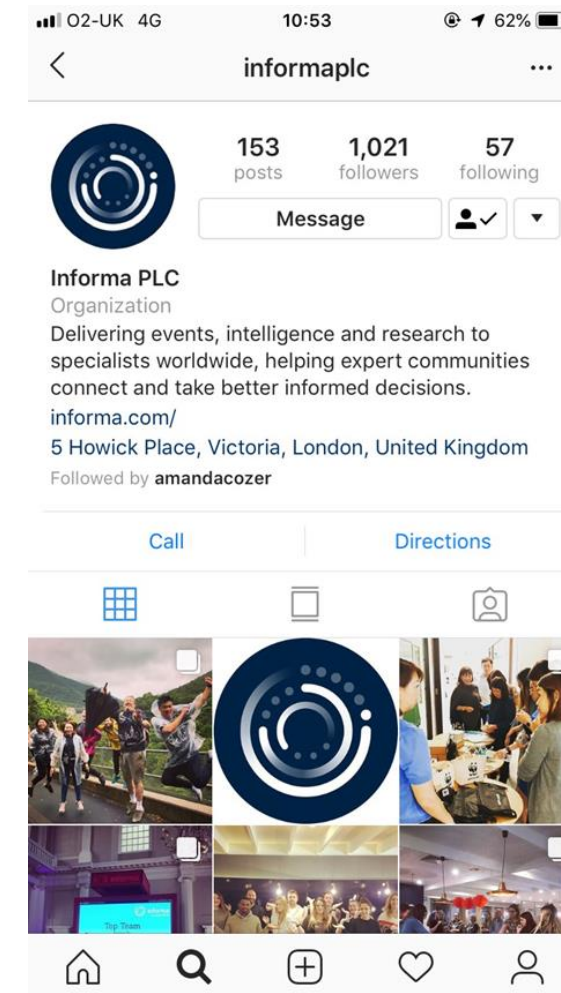 O2-UK 4G 10:53 62%
informaplc
153 1,021 57
posts followers following
Message
Informa PLC
Organization
Delivering events, intelligence and research to
specialists worldwide, helping expert communities
connect and take better informed decisions.
informa.com/
5 Howick Place, Victoria, London, United Kingdom
Followed by amandacozer
Call Directions
informa
Top Team